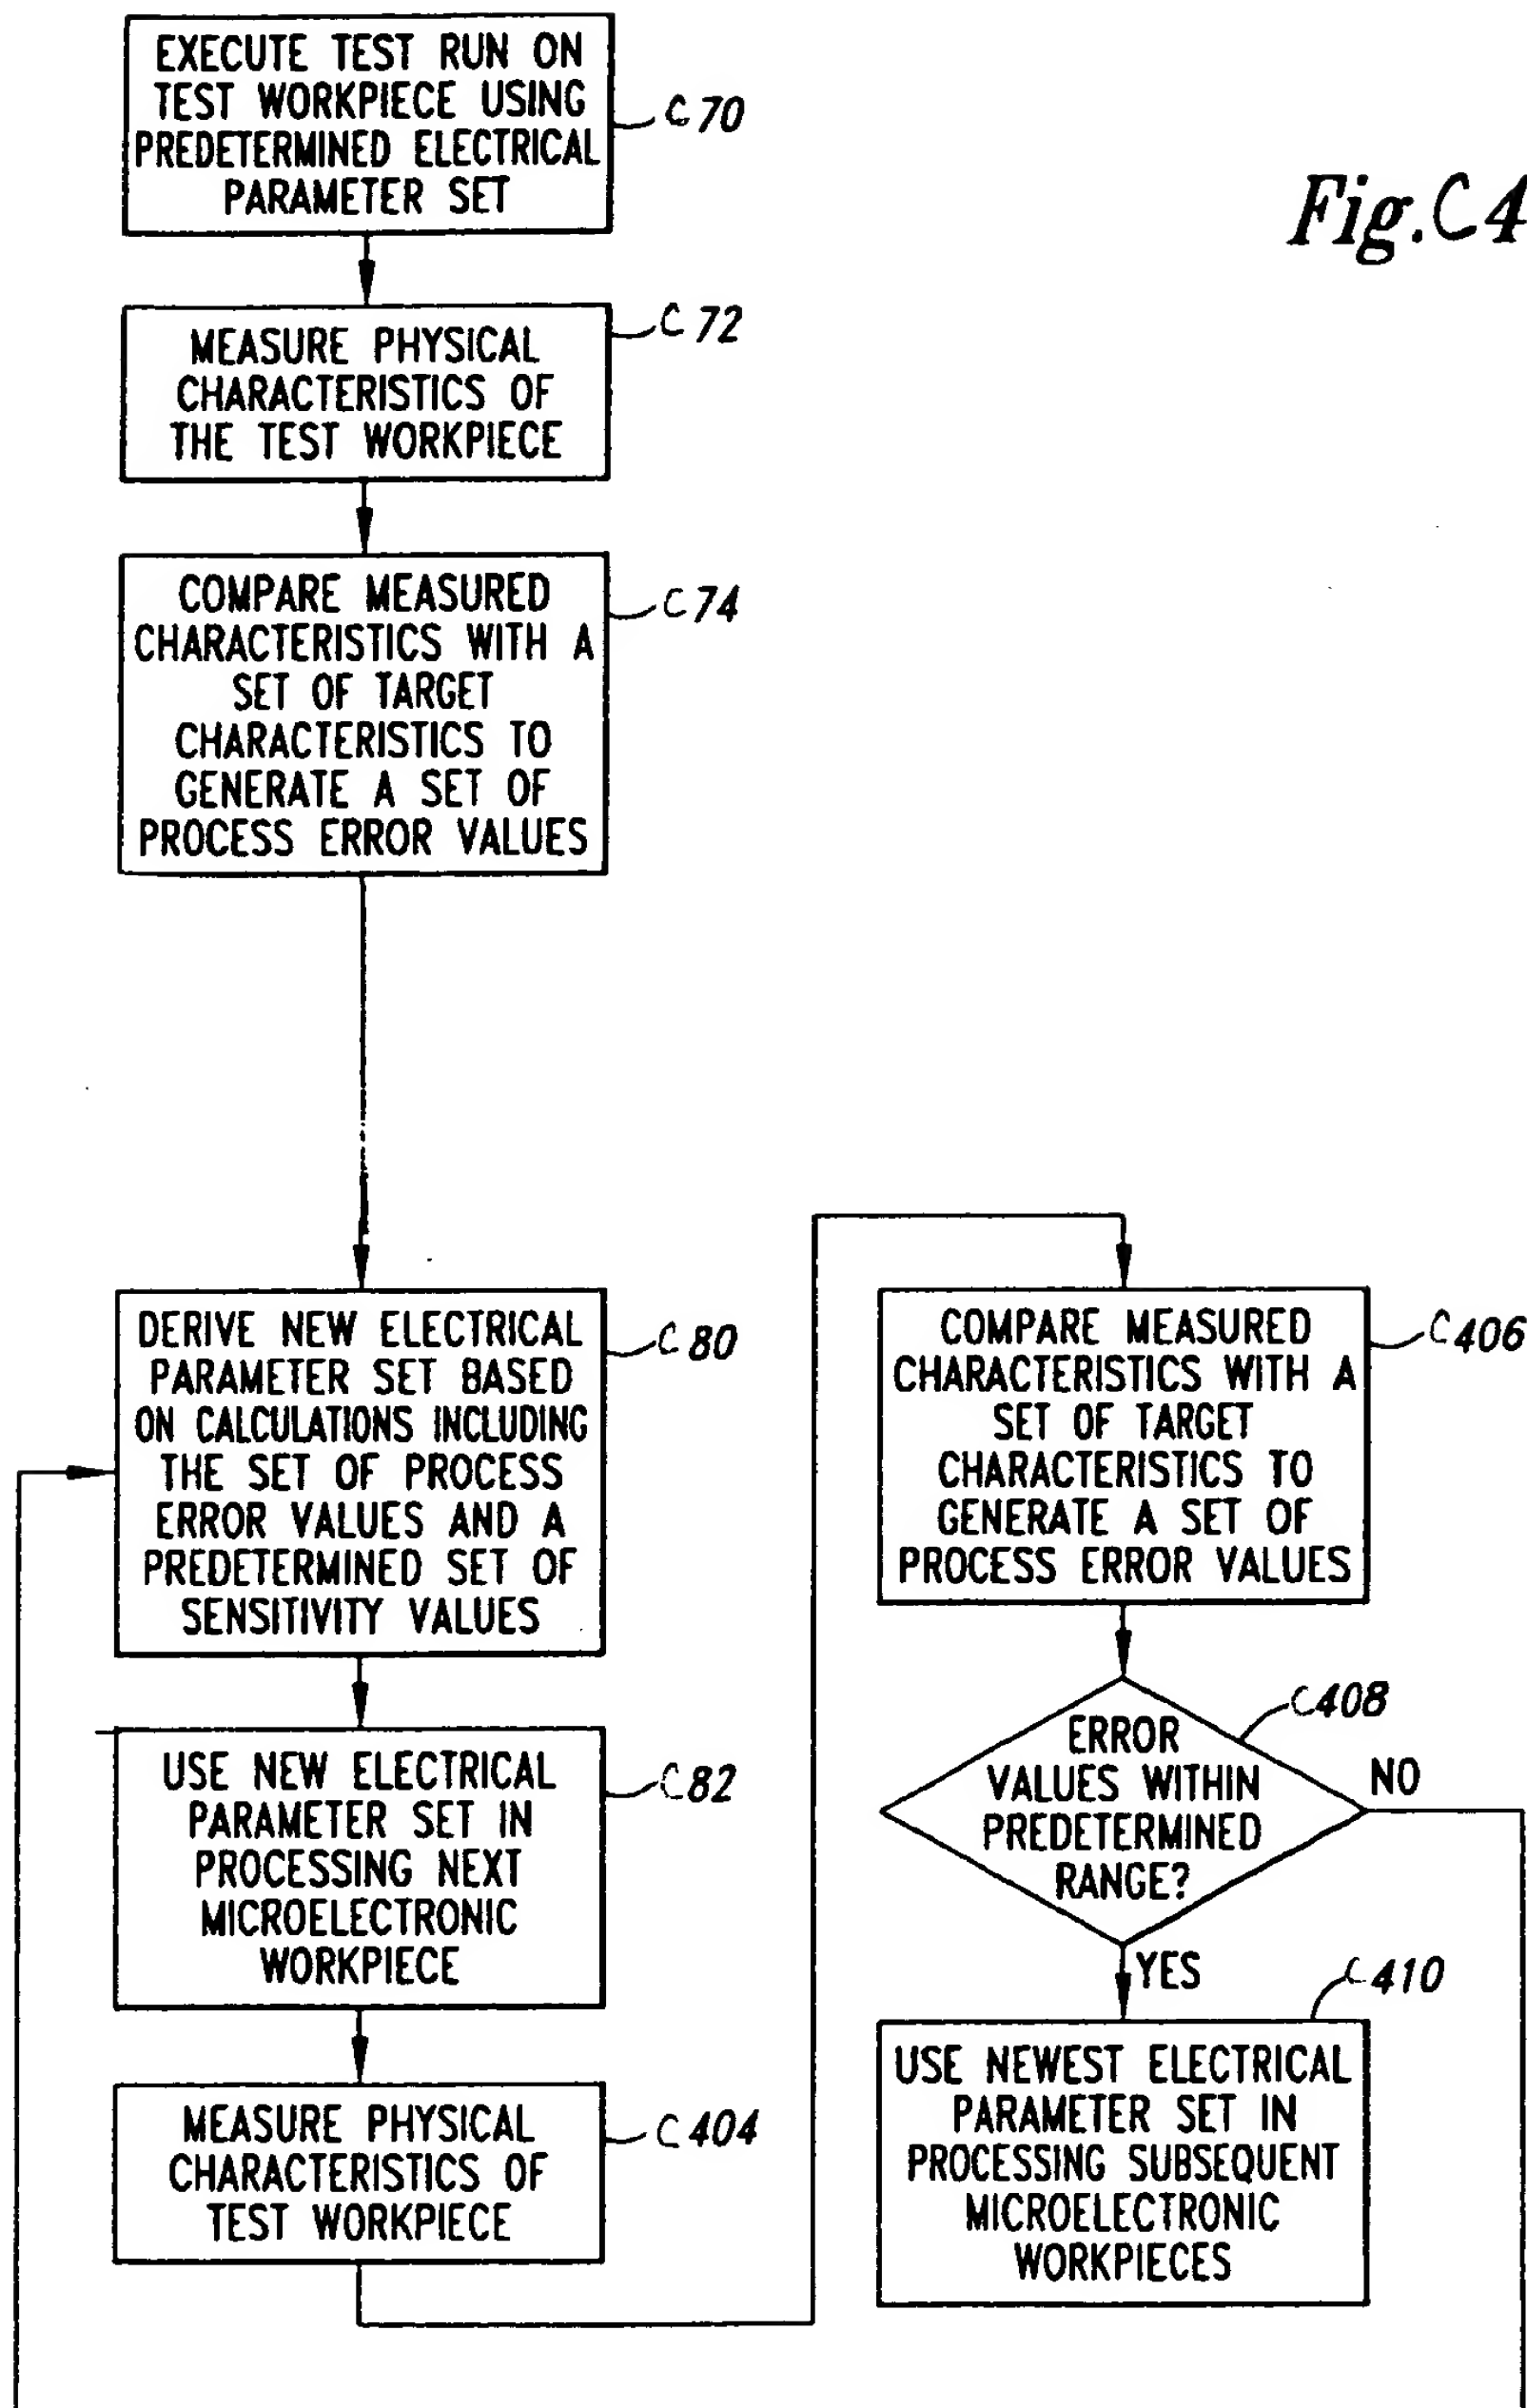 EXECUTE TEST RUN ON
TEST WORKPIECE USING
PREDETERMINED ELECTRICAL
PARAMETER SET
C70
Fig.C4
MEASURE PHYSICAL
CHARACTERISTICS OF
THE TEST WORKPIECE
C72
COMPARE MEASURED
CHARACTERISTICS WITH A
SET OF TARGET
CHARACTERISTICS TO
GENERATE A SET OF
PROCESS ERROR VALUES
C74
DERIVE NEW ELECTRICAL
PARAMETER SET BASED
ON CALCULATIONS INCLUDING
THE SET OF PROCESS
ERROR VALUES AND A
PREDETERMINED SET OF
SENSITIVITY VALUES
C80
USE NEW ELECTRICAL
PARAMETER SET IN
PROCESSING NEXT
MICROELECTRONIC
WORKPIECE
C82
MEASURE PHYSICAL
CHARACTERISTICS OF
TEST WORKPIECE
C404
COMPARE MEASURED
CHARACTERISTICS WITH A
SET OF TARGET
CHARACTERISTICS TO
GENERATE A SET OF
PROCESS ERROR VALUES
C406
ERROR
VALUES WITHIN
PREDETERMINED
RANGE?
C408
NO
YES
USE NEWEST ELECTRICAL
PARAMETER SET IN
PROCESSING SUBSEQUENT
MICROELECTRONIC
WORKPIECES
C410